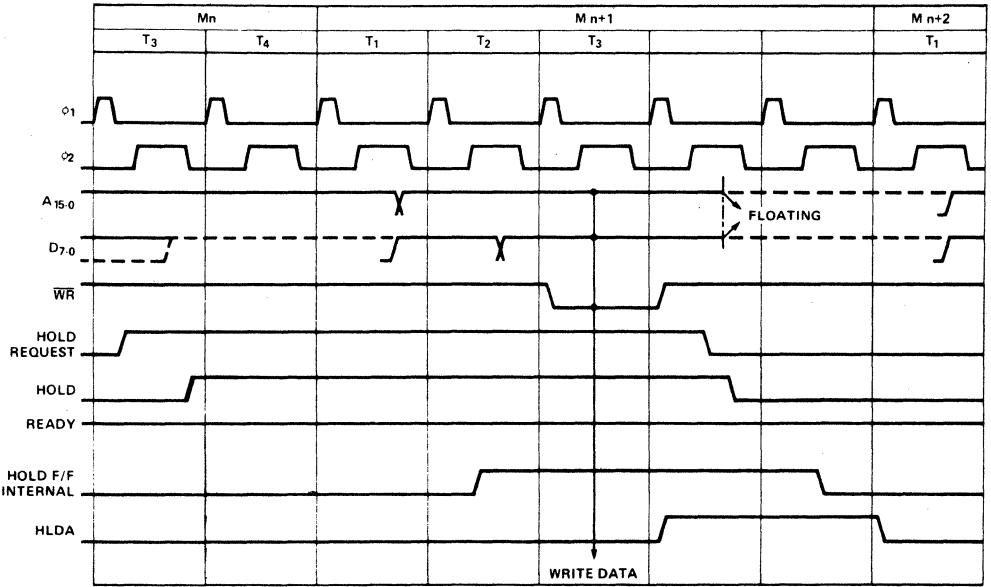 Mn M n+1 M n+2
T3 T4 T1 T2 T3 T1
φ1
φ2
A15-0
FLOATING
D7-0
WR
HOLD
REQUEST
HOLD
READY
HOLD F/F
INTERNAL
HLDA
WRITE DATA